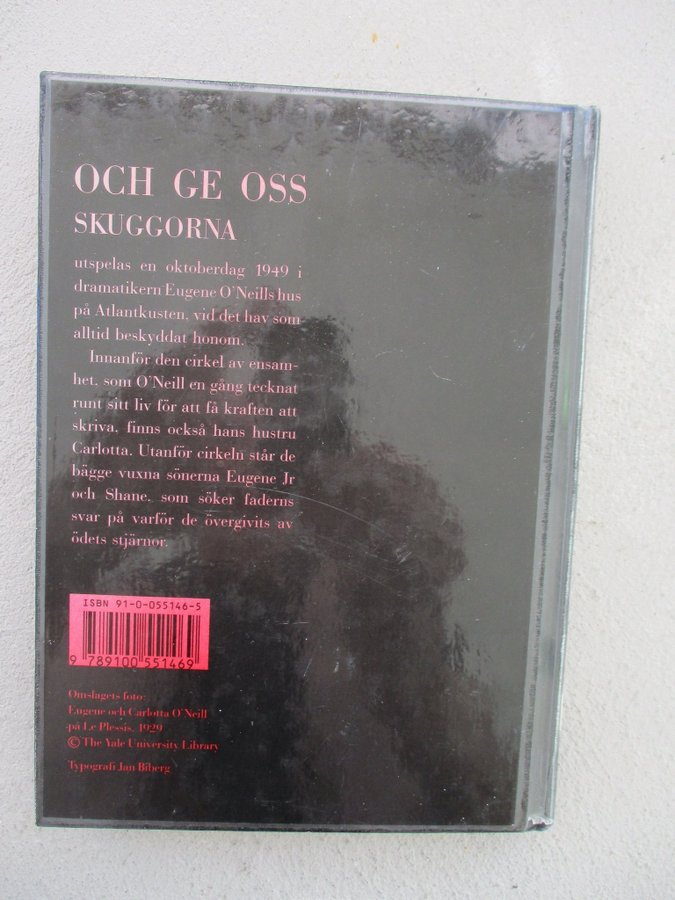 OCH GE OSS
SKUGGORNA
utspelas en oktoberdag 1949 i
dramatikern Eugene O'Neills hus
på Atlantkusten, vid det hav som
alltid beskyddat honom.
Innanför den cirkel av ensam-
het, som O'Neill en gång tecknat
runt sitt liv för att få kraften att
skriva, finns också hans hustru
Carlotta. Utanför cirkeln står de
bägge vuxna sönerna Eugene Jr
och Shane, som söker faderns
svar på varför de övergivits av
ödets stjärnor.
ISBN 91-0-055146-5
9 789100 551469
Omslagets foto:
Eugene och Carlotta O'Neill
på Le Plessis, 1929
© The Yale University Library
Typografi Jan Biberg